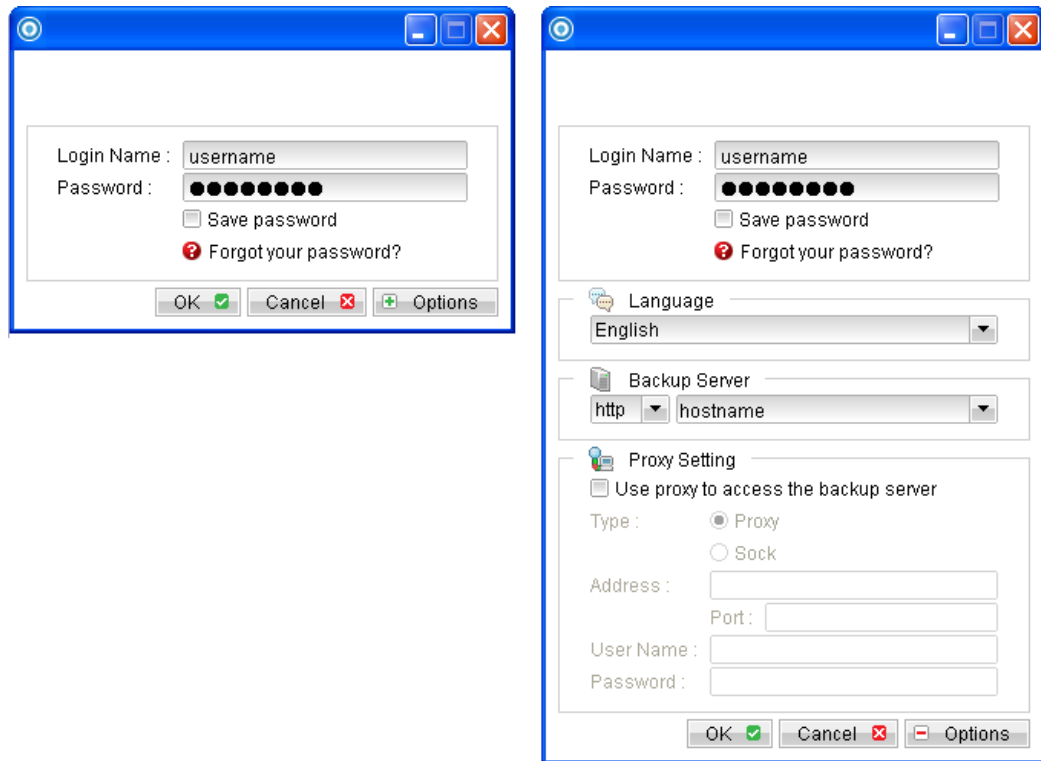 Login Name : username
Password : ●●●●●●●●
Save password
Forgot your password?
OK Cancel Options
Login Name : username
Password : ●●●●●●●●
Save password
Forgot your password?
Language
English
Backup Server
http hostname
Proxy Setting
Use proxy to access the backup server
Type : Proxy
Sock
Address :
Port :
User Name :
Password :
OK Cancel Options